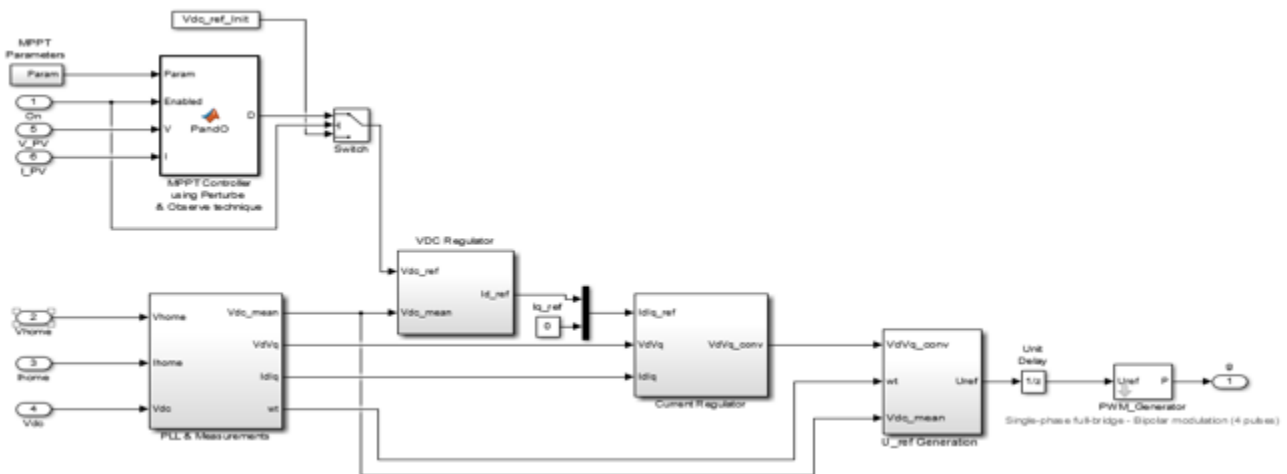 Vdc_ref_Init
MPPT
Parameters
Param
Param
1
Enabled
On
D
5
V
PandO
V_PV
6
I
I_PV
Switch
MPPT Controller
using Perturbe
& Observe technique
VDC Regulator
Vdc_ref
Id_ref
Vdc_mean
Iq_ref
0
2
Vhome
Vhome
Vdc_mean
3
Ihome
Ihome
VdVq
IdIq
4
Vdc
Vdc
wt
PLL & Measurements
IdIq_ref
VdVq
VdVq_conv
IdIq
Current Regulator
VdVq_conv
wt
Uref
Vdc_mean
U_ref Generation
Unit
Delay
1/z
Uref
P
PWM_Generator
g
1
Single-phase full-bridge - Bipolar modulation (4 pulses)